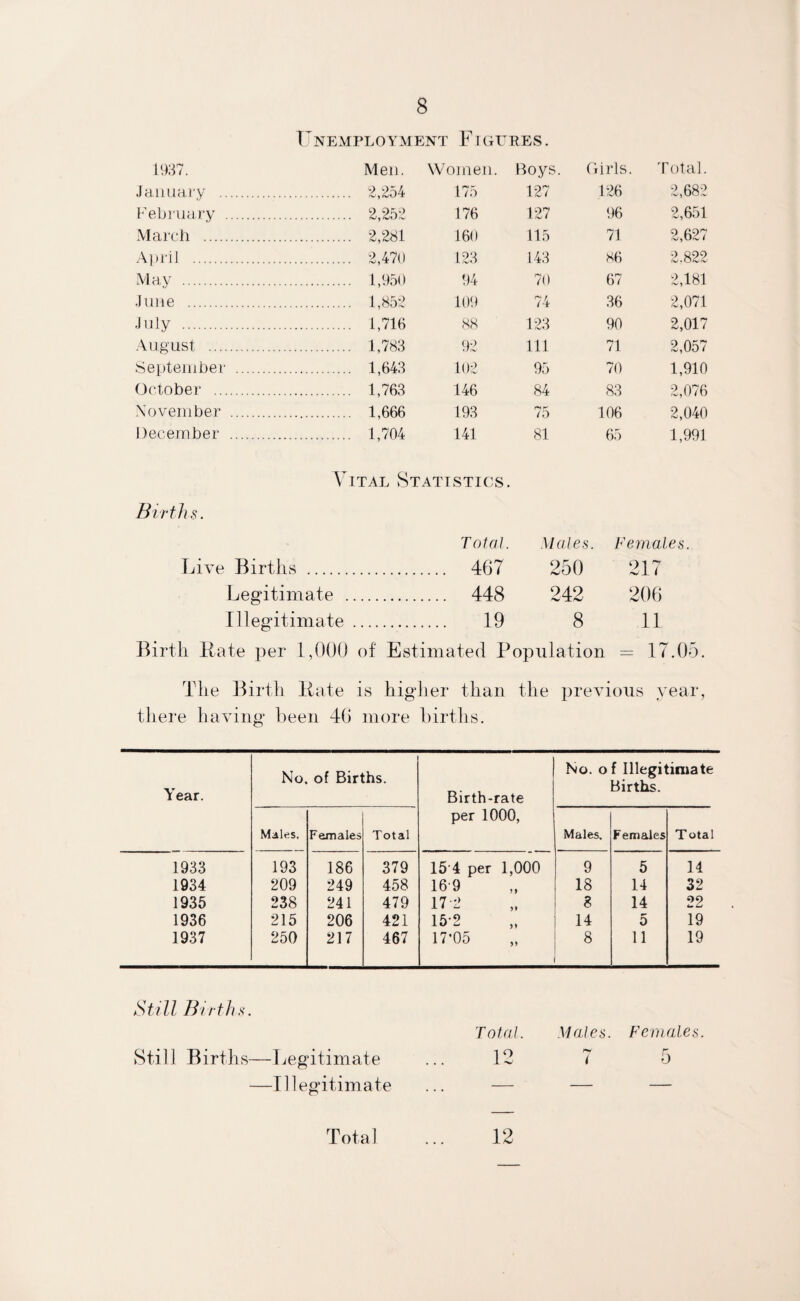 8
Unemployment Figures.
1937. Men. Women. Boys. Girls. Total.
January ........ 2,254 175 127 126 2,682
February ........ 2,252 176 127 96 2,651
March ........ 2,281 160 115 71 2,627
April ........ 2,470 123 143 86 2.822
May ........ 1,950 94 70 67 2,181
June ........ 1,852 109 74 36 2,071
July ........ 1,716 88 123 90 2,017
August ........ 1,783 92 111 71 2,057
September ........ 1,643 102 95 70 1,910
October ........ 1,763 146 84 83 2,076
November ........ 1,666 193 75 106 2,040
December ........ 1,704 141 81 65 1,991
Vital Statistics.
Births.
Total. Males. Females.
Live Births ........ 467 250 217
Legitimate ........ 448 242 206
Illegitimate ........ 19 8 11
Birth Rate per 1,000 of Estimated Population = 17.05.
The Birth Rate is higher than the previous year,
there having been 46 more births.
Year. No. of Births. Birth-rate per 1000, No. of Illegitimate Births.
Males. Females Total Males. Females Total
1933 193 186 379 15·4 per 1,000 9 5 14
1934 209 249 458 16·9 ,, 18 14 32
1935 238 241 479 17·2 ,, 8 14 22
1936 215 206 421 15·2 ,, 14 5 19
1937 250 217 467 17·05 ,, 8 11 19
Still Births.
Total. Males. Females.
Still Births—Legitimate ... 12 7 5
—Illegitimate ... — — —
Total ... 12